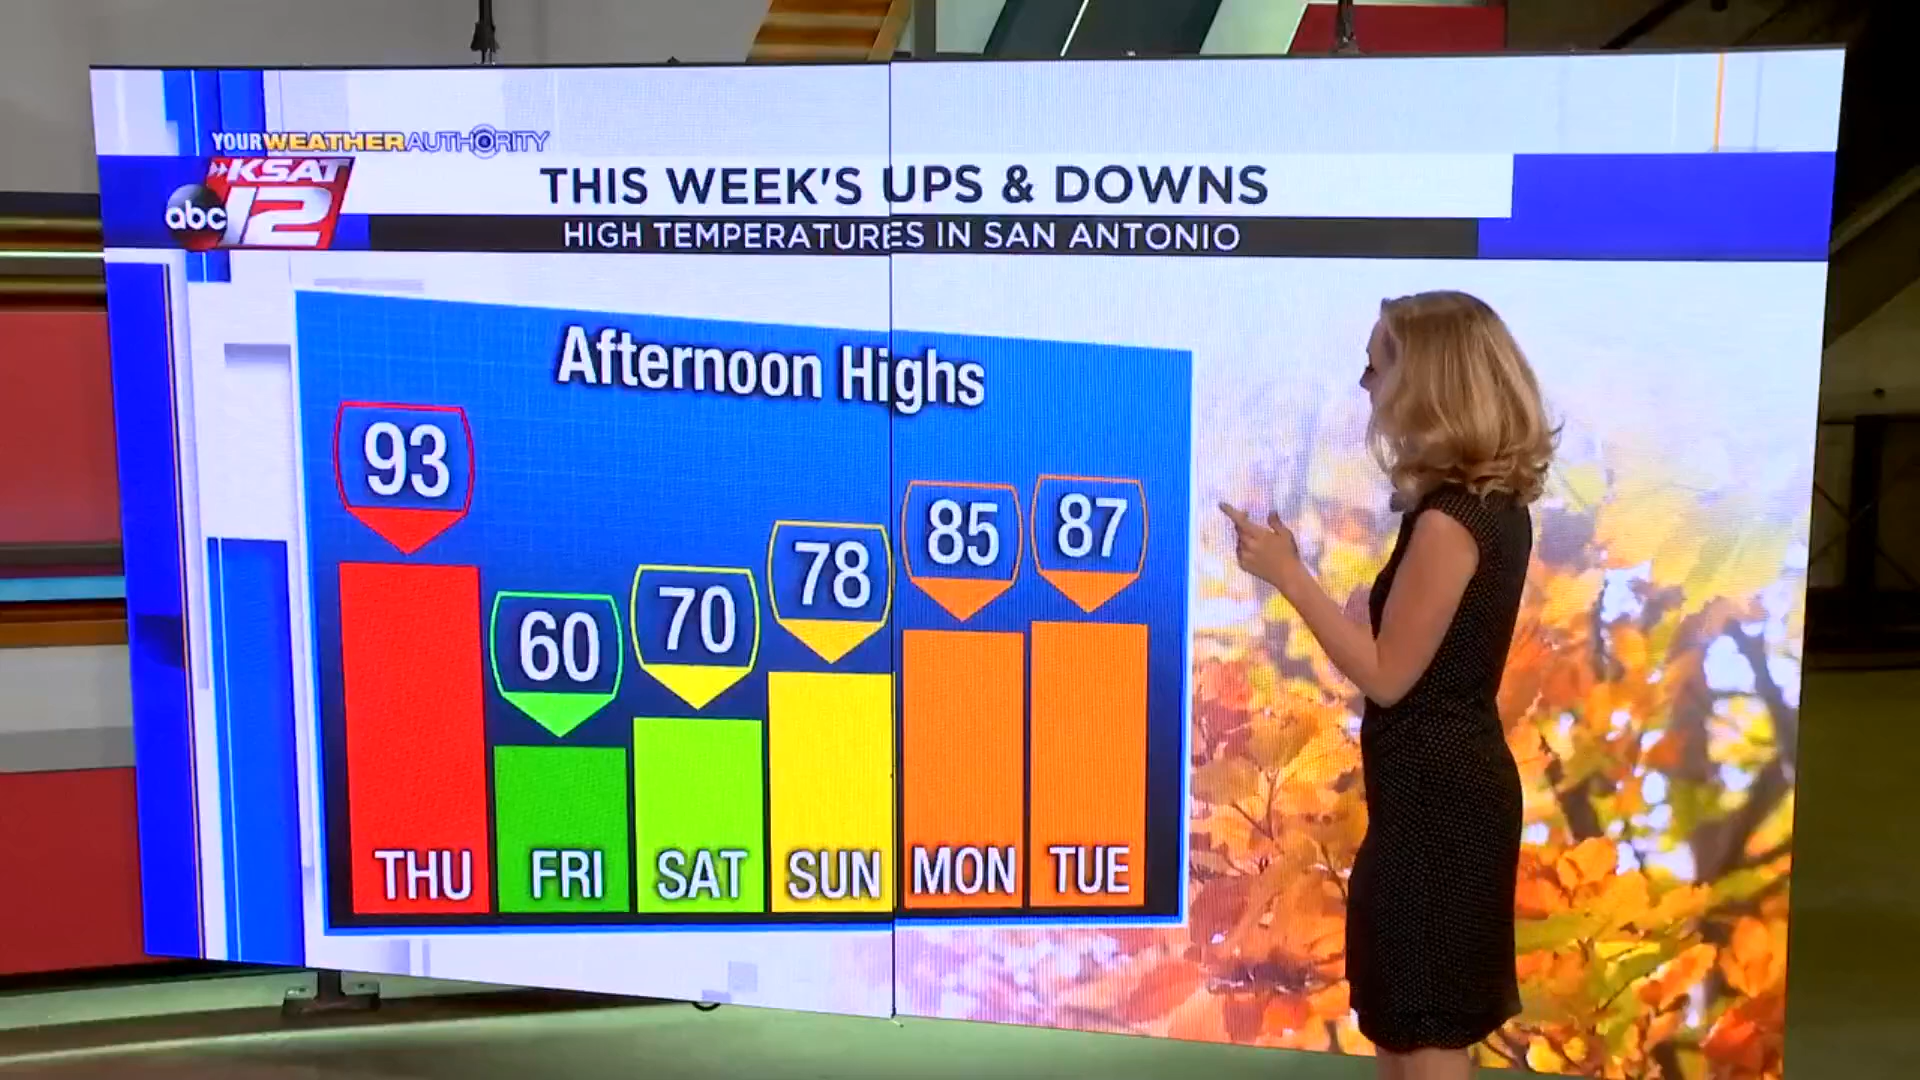 YOUR WEATHER AUTHORITY
KSAT
abc 12
THIS WEEK'S UPS & DOWNS
HIGH TEMPERATURES IN SAN ANTONIO
Afternoon Highs
93 60 70 78 85 87
THU FRI SAT SUN MON TUE